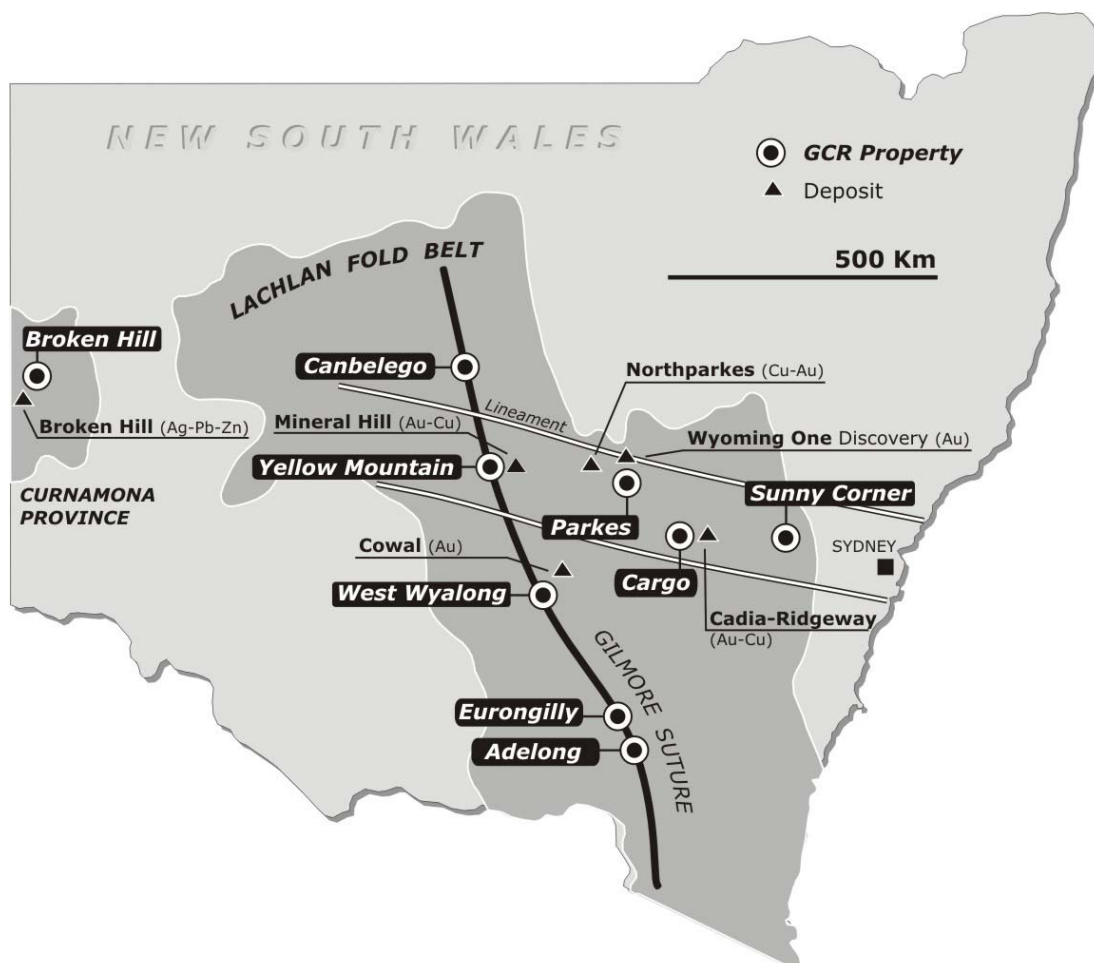 NEW SOUTH WALES
GCR Property
Deposit
500 Km
LACHLAN FOLD BELT
Broken Hill
Canbelego
Northparkes (Cu-Au)
Lineament
Broken Hill (Ag-Pb-Zn)
Mineral Hill (Au-Cu)
Wyoming One Discovery (Au)
Yellow Mountain
Sunny Corner
CURNAMONA
PROVINCE
Parkes
SYDNEY
Cowal (Au)
Cargo
West Wyalong
Cadia-Ridgeway
(Au-Cu)
GILMORE SUTURE
Eurongilly
Adelong